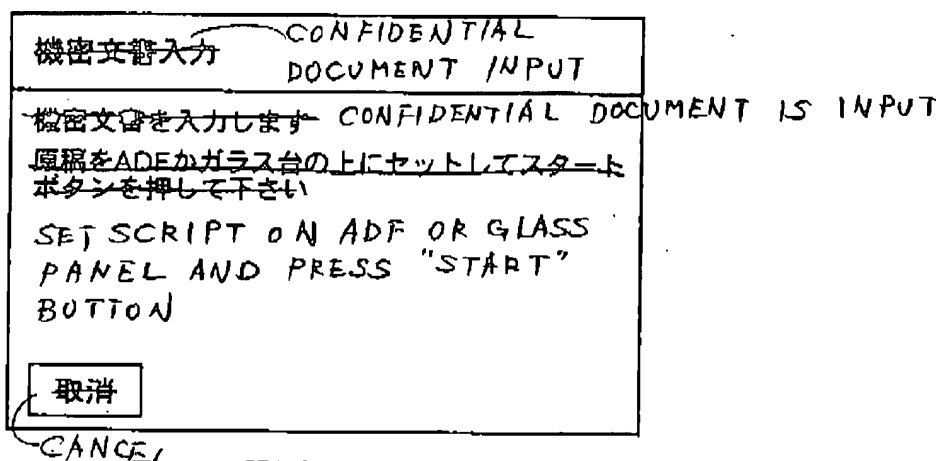 機密文書入力
CONFIDENTIAL
DOCUMENT INPUT
機密文書を入力します CONFIDENTIAL DOCUMENT IS INPUT
原稿をADFかガラス台の上にセットしてスタート
ボタンを押して下さい
SET SCRIPT ON ADF OR GLASS
PANEL AND PRESS "START"
BUTTON
取消
CANCEL